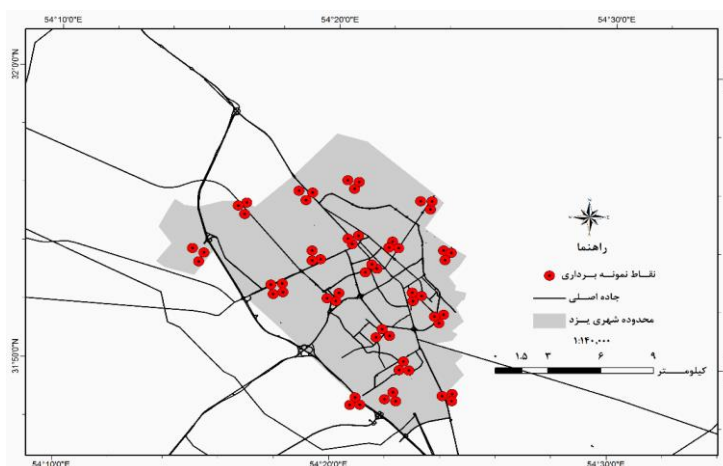 54°10'0"E 54°20'0"E 54°30'0"E
32°0'0"N
31°50'0"N
راهنما
نقاط نمونه برداری
جاده اصلی
محدوده شهری یزد
۱:۱۴۰,۰۰۰
۰ ۱.۵ ۳ ۶ ۹
کیلومتر
54°10'0"E 54°20'0"E 54°30'0"E